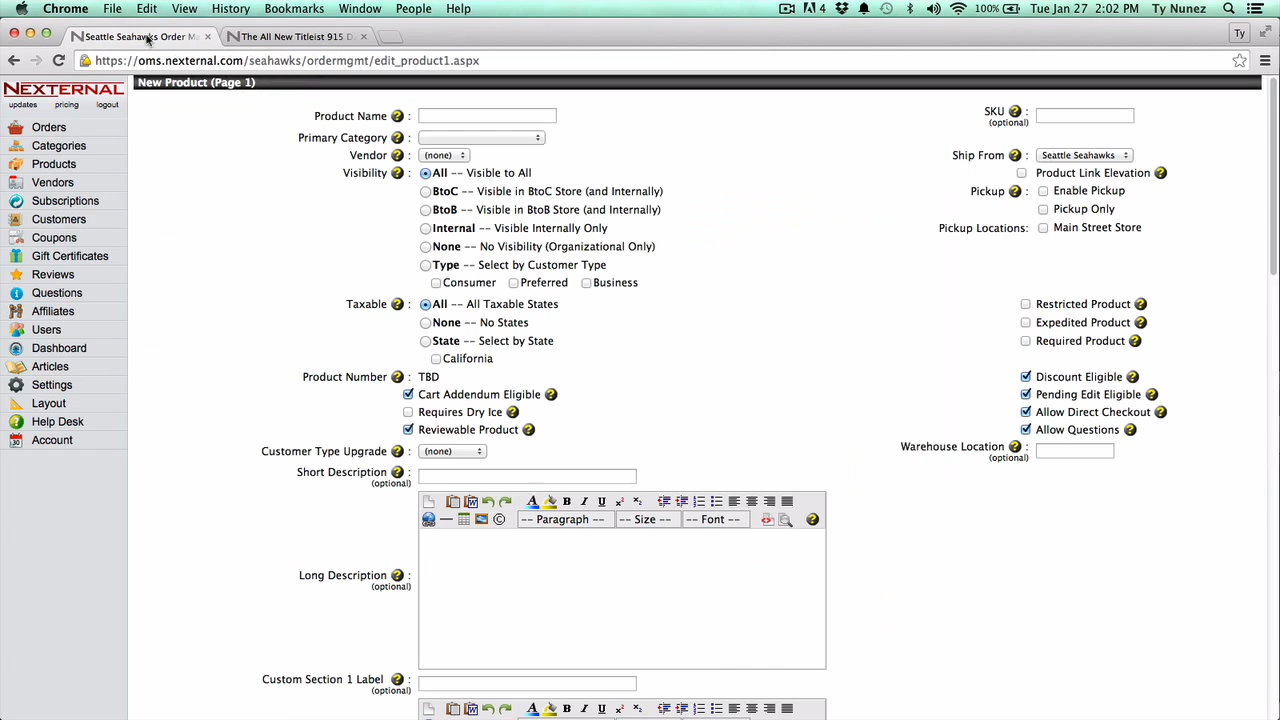 Chrome File Edit View History Bookmarks Window People Help 4 100% Tue Jan 27 2:02 PM Ty Nunez
Seattle Seahawks Order Ma × The All New Titleist 915 D × Ty
https://oms.nexternal.com/seahawks/ordermgmt/edit_product1.aspx
NEXTERNAL
updates pricing logout
Orders
Categories
Products
Vendors
Subscriptions
Customers
Coupons
Gift Certificates
Reviews
Questions
Affiliates
Users
Dashboard
Articles
Settings
Layout
Help Desk
Account
New Product (Page 1)
Product Name ? : SKU ? :
(optional)
Primary Category ? :
Vendor ? : (none) Ship From ? : Seattle Seahawks
Visibility ? : All -- Visible to All Product Link Elevation ?
BtoC -- Visible in BtoC Store (and Internally) Pickup ? : Enable Pickup
BtoB -- Visible in BtoB Store (and Internally) Pickup Only
Internal -- Visible Internally Only Pickup Locations: Main Street Store
None -- No Visibility (Organizational Only)
Type -- Select by Customer Type
Consumer Preferred Business
Taxable ? : All -- All Taxable States Restricted Product ?
None -- No States Expedited Product ?
State -- Select by State Required Product ?
California
Product Number ? : TBD Discount Eligible ?
Cart Addendum Eligible ? Pending Edit Eligible ?
Requires Dry Ice ? Allow Direct Checkout ?
Reviewable Product ? Allow Questions ?
Customer Type Upgrade ? : (none) Warehouse Location ? :
(optional)
Short Description ? :
(optional)
A B I U x² x₂
-- Paragraph -- -- Size -- -- Font -- ?
Long Description ? :
(optional)
Custom Section 1 Label ? :
(optional)
A B I U x² x₂